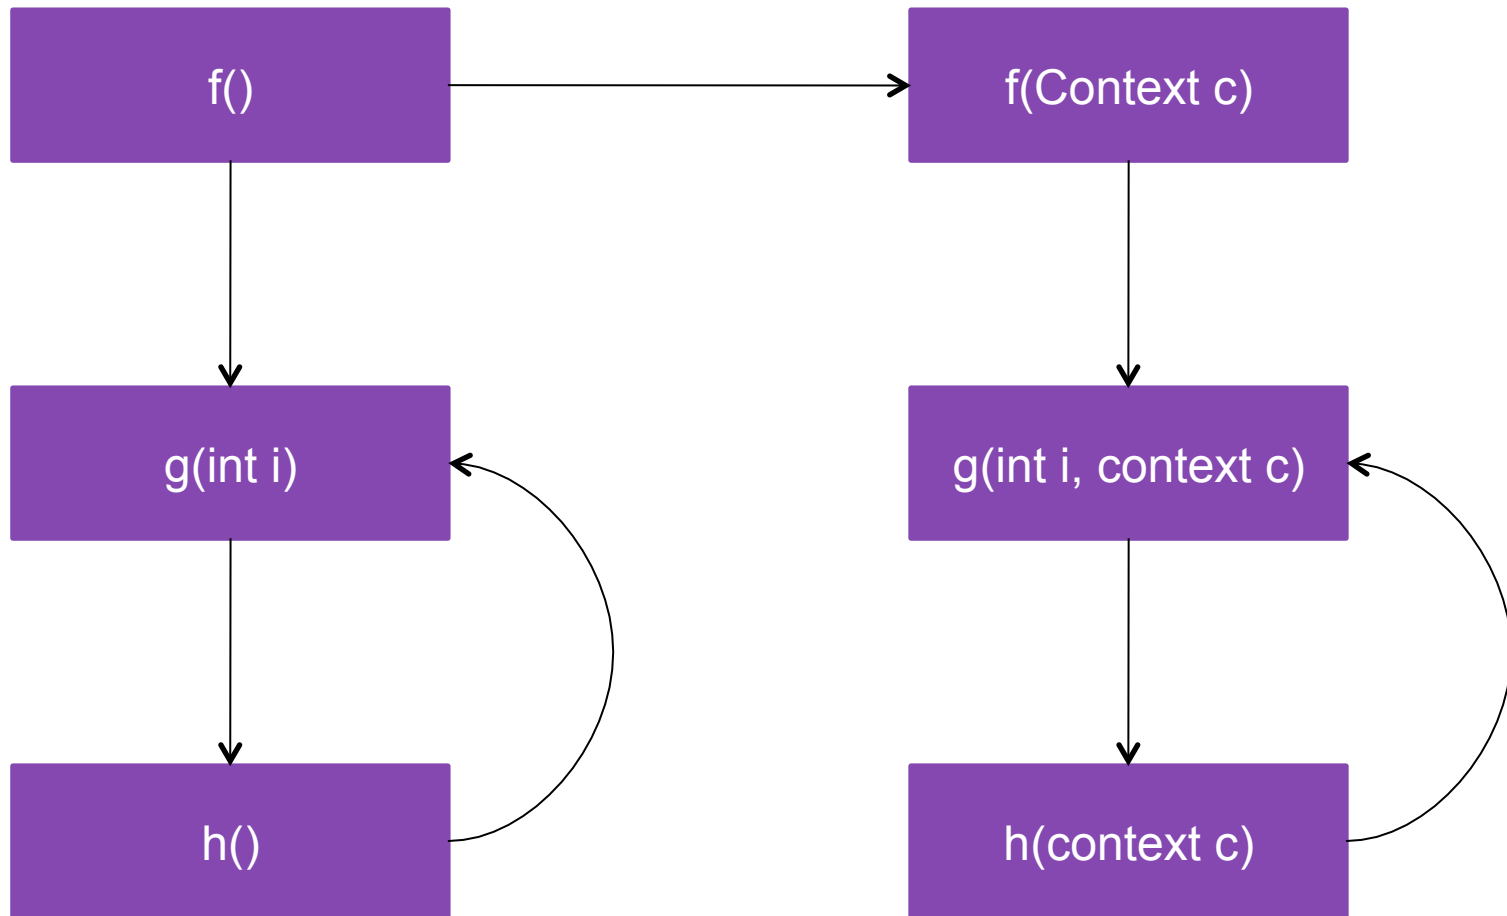 f()
f(Context c)
g(int i)
g(int i, context c)
h()
h(context c)